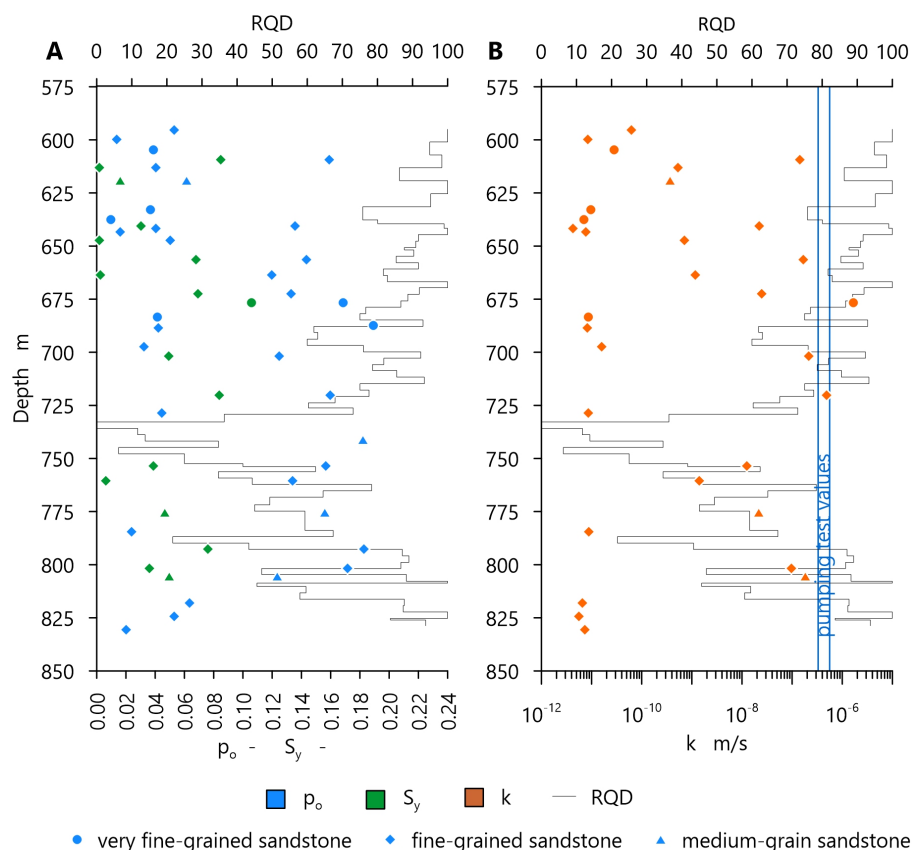 RQD
RQD
A
B
0 10 20 30 40 50 60 70 80 90 100
0 10 20 30 40 50 60 70 80 90 100
575
600
625
650
675
700
725
750
775
800
825
850
Depth m
575
600
625
650
675
700
725
750
775
800
825
850
pumping test values
0.00 0.02 0.04 0.06 0.08 0.10 0.12 0.14 0.16 0.18 0.20 0.22 0.24
10⁻¹² 10⁻¹⁰ 10⁻⁸ 10⁻⁶
pₒ - Sᵧ -
k m/s
pₒ Sᵧ k RQD
very fine-grained sandstone fine-grained sandstone medium-grain sandstone